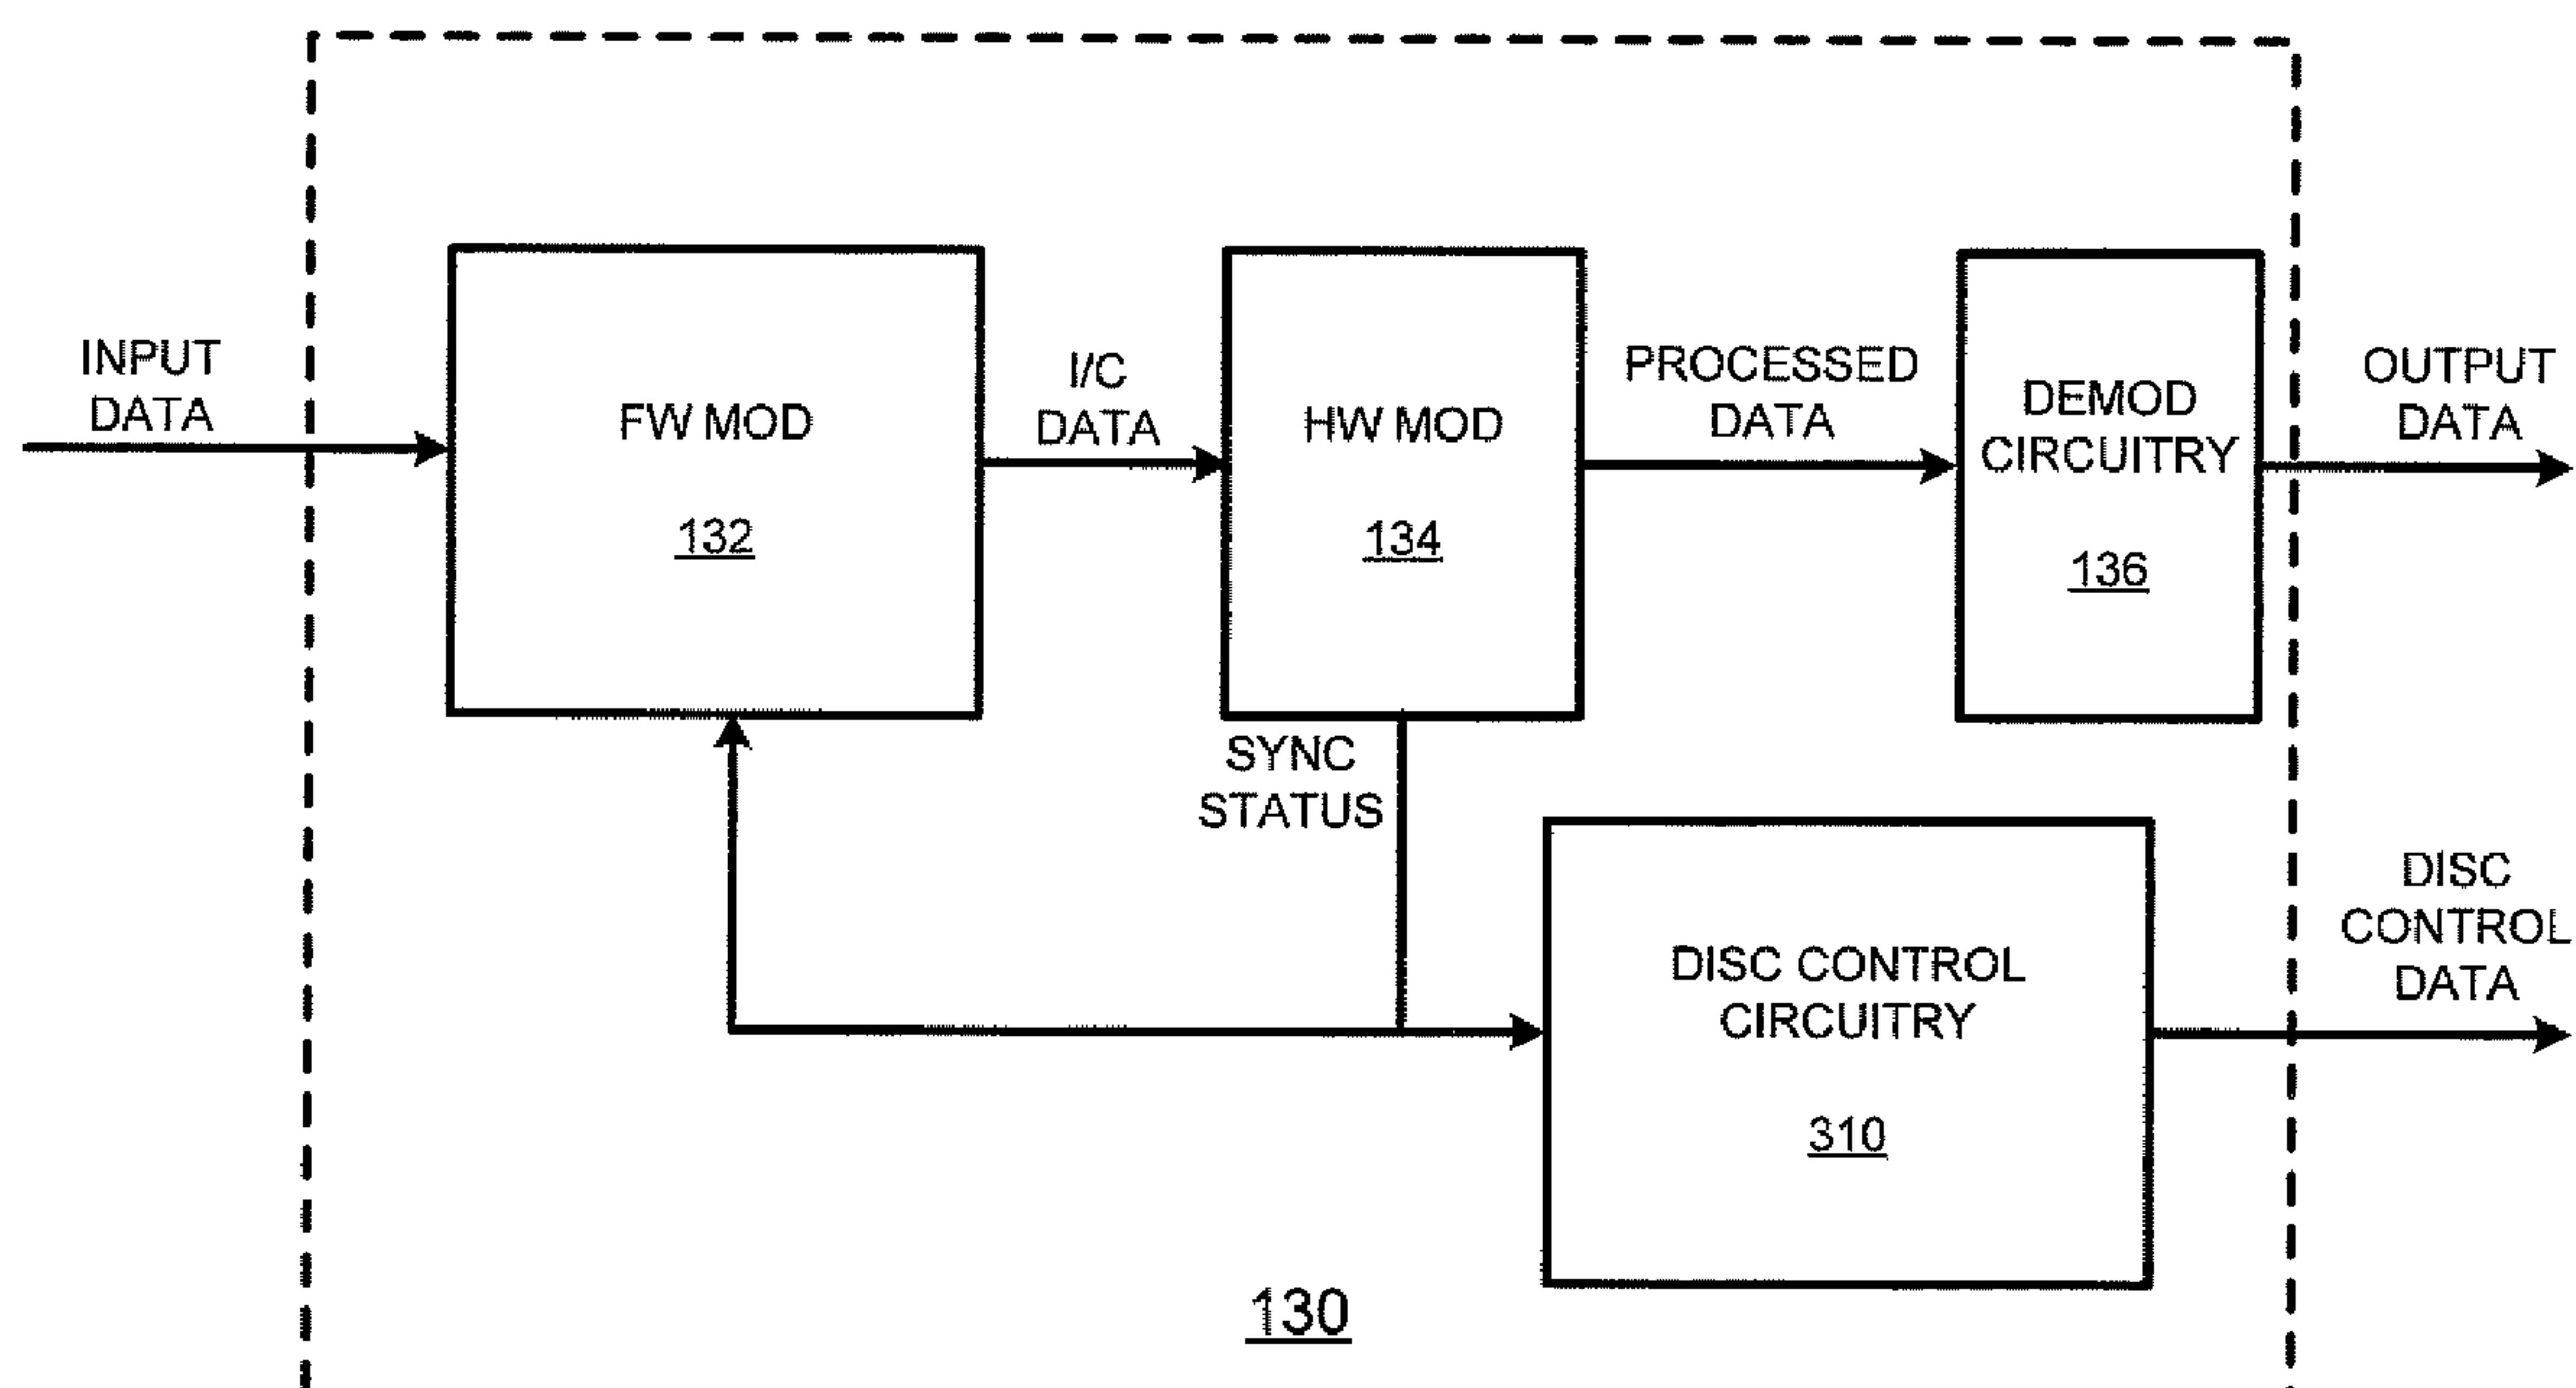 INPUT
DATA
FW MOD
132
I/C
DATA
HW MOD
134
PROCESSED
DATA
DEMOD
CIRCUITRY
136
OUTPUT
DATA
SYNC
STATUS
DISC CONTROL
CIRCUITRY
310
DISC
CONTROL
DATA
130